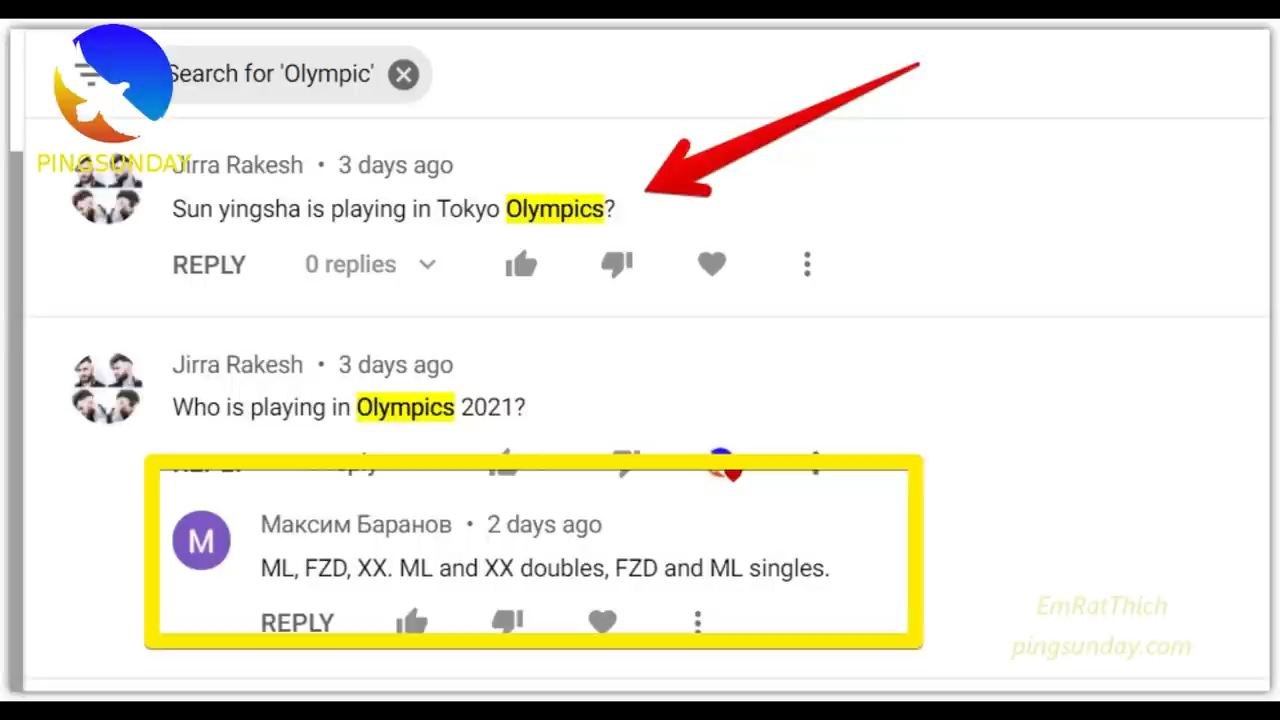 Search for 'Olympic'
PINGSUNDAY
Jirra Rakesh • 3 days ago
Sun yingsha is playing in Tokyo Olympics?
REPLY 0 replies
Jirra Rakesh • 3 days ago
Who is playing in Olympics 2021?
REPLY
M
Максим Баранов • 2 days ago
ML, FZD, XX. ML and XX doubles, FZD and ML singles.
REPLY
EmRatThich
pingsunday.com